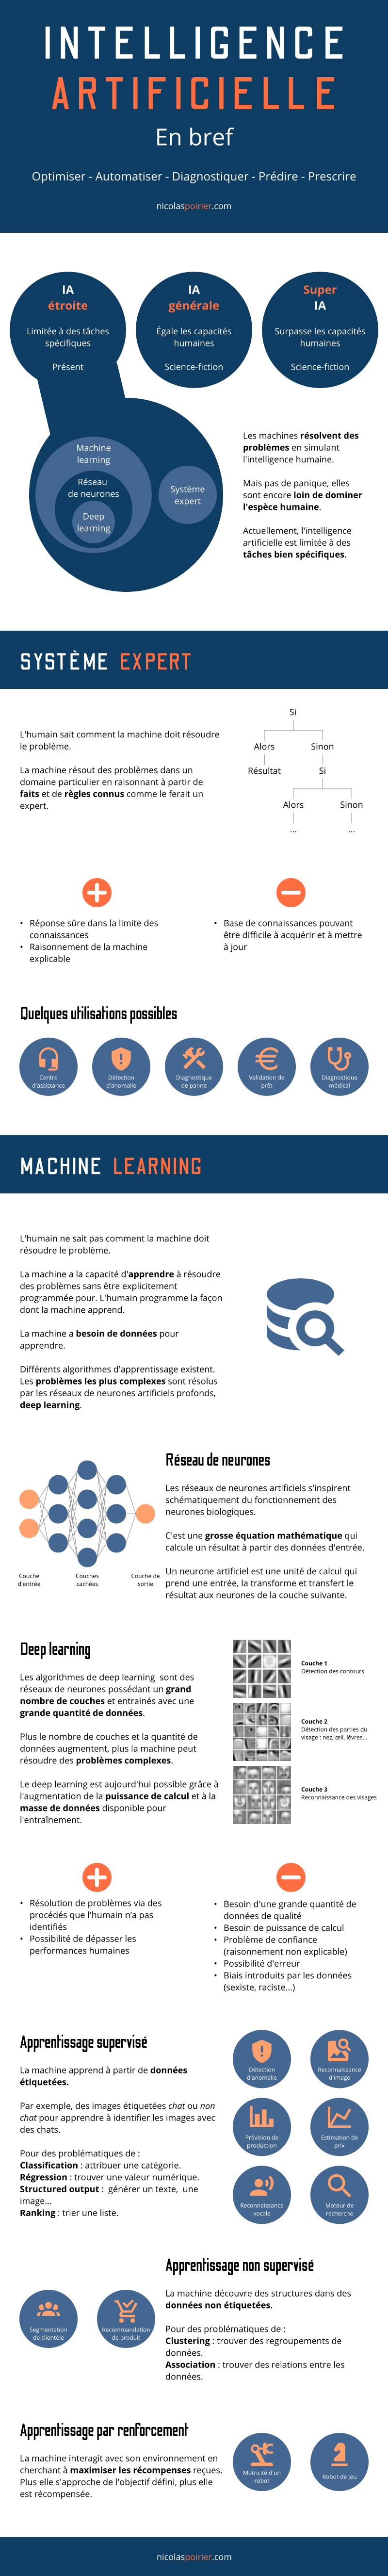 INTELLIGENCE
ARTIFICIELLE
En bref
Optimiser - Automatiser - Diagnostiquer - Prédire - Prescrire
nicolaspoirier.com
IA
étroite
Limitée à des tâches
spécifiques
Présent
IA
générale
Égale les capacités
humaines
Science-fiction
Super
IA
Surpasse les capacités
humaines
Science-fiction
Machine
learning
Réseau
de neurones
Deep
learning
Système
expert
Les machines résolvent des
problèmes en simulant
l'intelligence humaine.
Mais pas de panique, elles
sont encore loin de dominer
l'espèce humaine.
Actuellement, l'intelligence
artificielle est limitée à des
tâches bien spécifiques.
SYSTÈME EXPERT
L'humain sait comment la machine doit résoudre
le problème.
La machine résout des problèmes dans un
domaine particulier en raisonnant à partir de
faits et de règles connus comme le ferait un
expert.
Si
Alors Sinon
Résultat Si
Alors Sinon
... ...
• Réponse sûre dans la limite des
connaissances
• Raisonnement de la machine
explicable
• Base de connaissances pouvant
être difficile à acquérir et à mettre
à jour
Quelques utilisations possibles
Centre
d'assistance
Détection
d'anomalie
Diagnostique
de panne
Validation de
prêt
Diagnostique
médical
MACHINE LEARNING
L'humain ne sait pas comment la machine doit
résoudre le problème.
La machine a la capacité d'apprendre à résoudre
des problèmes sans être explicitement
programmée pour. L'humain programme la façon
dont la machine apprend.
La machine a besoin de données pour
apprendre.
Différents algorithmes d'apprentissage existent.
Les problèmes les plus complexes sont résolus
par les réseaux de neurones artificiels profonds,
deep learning.
Couche
d'entrée
Couches
cachées
Couche de
sortie
Réseau de neurones
Les réseaux de neurones artificiels s'inspirent
schématiquement du fonctionnement des
neurones biologiques.
C'est une grosse équation mathématique qui
calcule un résultat à partir des données d'entrée.
Un neurone artificiel est une unité de calcul qui
prend une entrée, la transforme et transfert le
résultat aux neurones de la couche suivante.
Deep learning
Les algorithmes de deep learning sont des
réseaux de neurones possédant un grand
nombre de couches et entrainés avec une
grande quantité de données.
Plus le nombre de couches et la quantité de
données augmentent, plus la machine peut
résoudre des problèmes complexes.
Le deep learning est aujourd'hui possible grâce à
l'augmentation de la puissance de calcul et à la
masse de données disponible pour
l'entraînement.
Couche 1
Détection des contours
Couche 2
Détection des parties du
visage : nez, œil, lèvres...
Couche 3
Reconnaissance des visages
• Résolution de problèmes via des
procédés que l'humain n'a pas
identifiés
• Possibilité de dépasser les
performances humaines
• Besoin d'une grande quantité de
données de qualité
• Besoin de puissance de calcul
• Problème de confiance
(raisonnement non explicable)
• Possibilité d'erreur
• Biais introduits par les données
(sexiste, raciste...)
Apprentissage supervisé
La machine apprend à partir de données
étiquetées.
Par exemple, des images étiquetées chat ou non
chat pour apprendre à identifier les images avec
des chats.
Pour des problématiques de :
Classification : attribuer une catégorie.
Régression : trouver une valeur numérique.
Structured output : générer un texte, une
image...
Ranking : trier une liste.
Détection
d'anomalie
Reconnaissance
d'image
Prévision de
production
Estimation de
prix
Reconnaissance
vocale
Moteur de
recherche
Apprentissage non supervisé
La machine découvre des structures dans des
données non étiquetées.
Pour des problématiques de :
Clustering : trouver des regroupements de
données.
Association : trouver des relations entre les
données.
Segmentation
de clientèle
Recommandation
de produit
Apprentissage par renforcement
La machine interagit avec son environnement en
cherchant à maximiser les récompenses reçues.
Plus elle s'approche de l'objectif défini, plus elle
est récompensée.
Motricité d'un
robot
Robot de jeu
nicolaspoirier.com